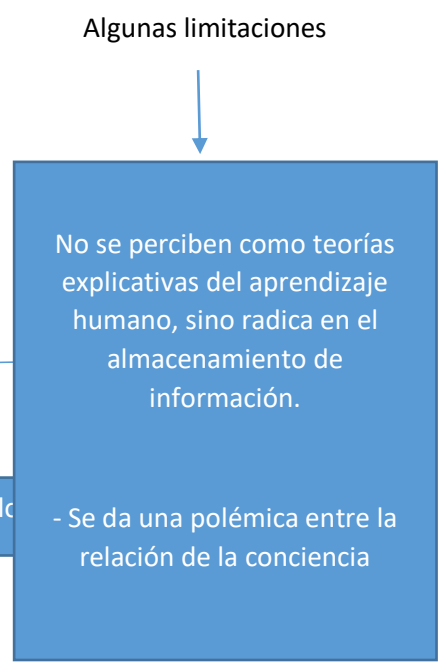 Algunas limitaciones
No se perciben como teorías
explicativas del aprendizaje
humano, sino radica en el
almacenamiento de
información.
- Se da una polémica entre la
relación de la conciencia